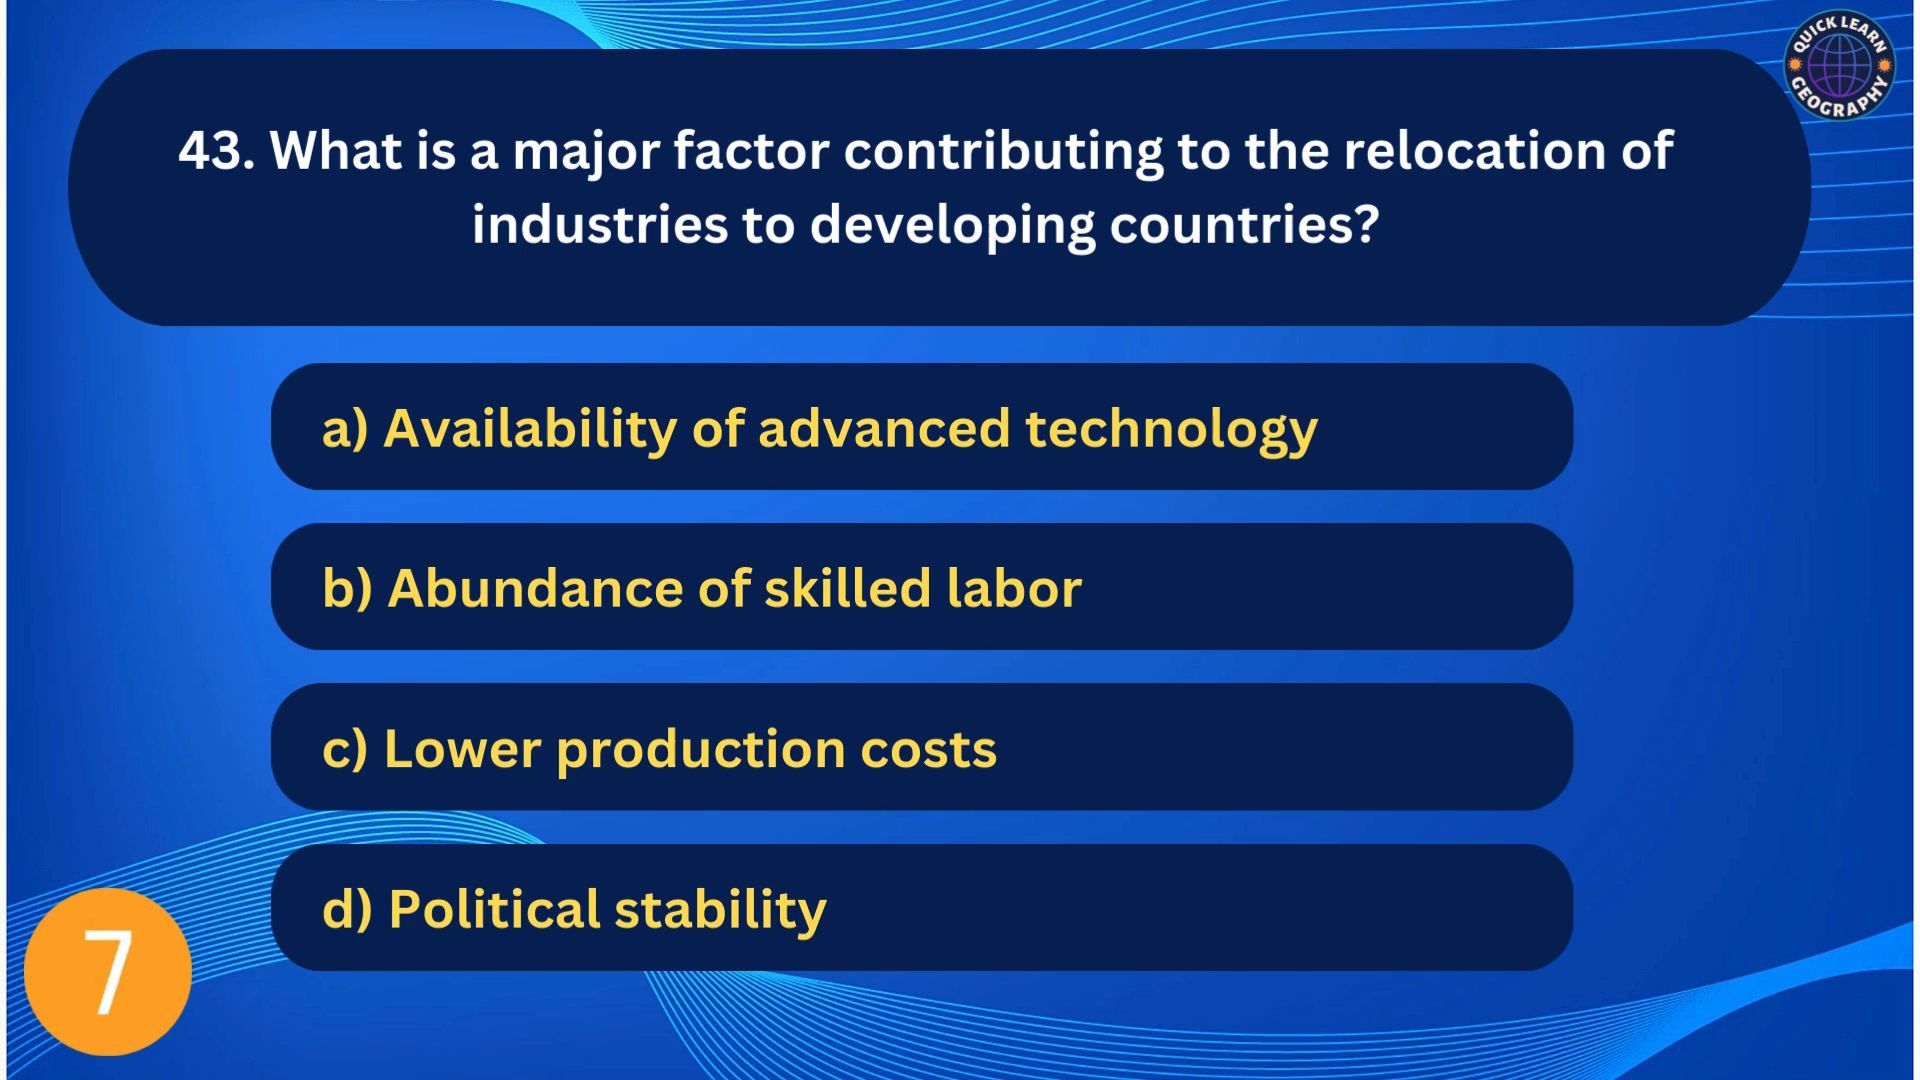 QUICK LEARN
GEOGRAPHY
43. What is a major factor contributing to the relocation of
industries to developing countries?
a) Availability of advanced technology
b) Abundance of skilled labor
c) Lower production costs
d) Political stability
7